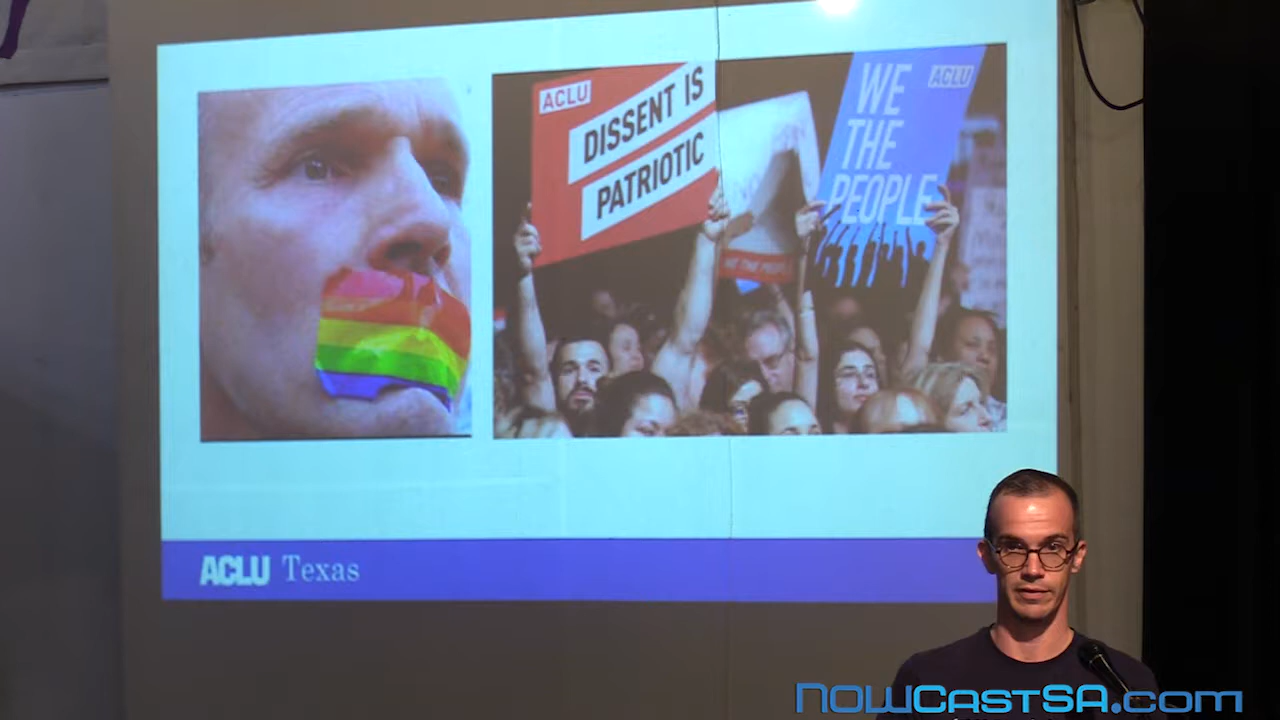 ACLU
DISSENT IS
PATRIOTIC
WE THE PEOPLE
ACLU
WE
THE
PEOPLE
ACLU Texas
NOWCASTSA.COM